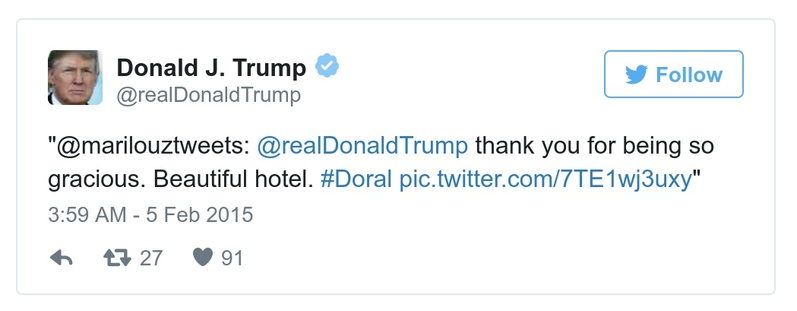 Donald J. Trump
@realDonaldTrump
Follow
"@marilouztweets: @realDonaldTrump thank you for being so
gracious. Beautiful hotel. #Doral pic.twitter.com/7TE1wj3uxy"
3:59 AM - 5 Feb 2015
27 91